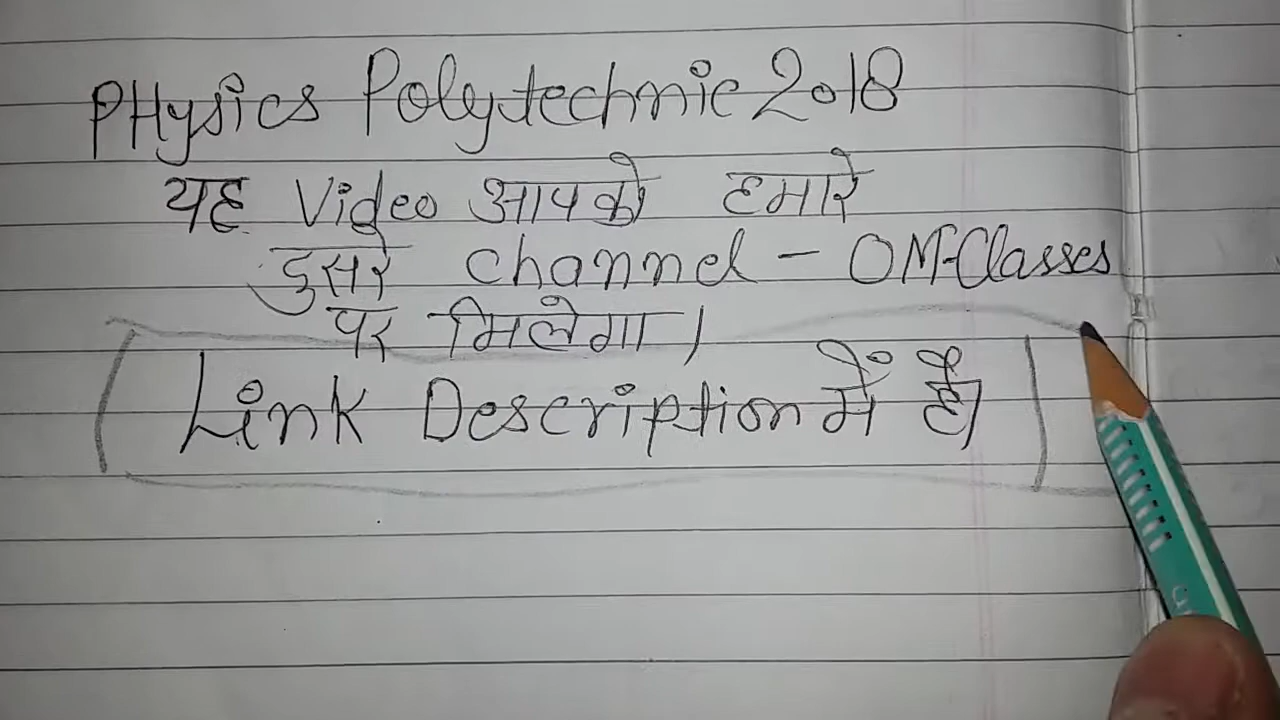 PHysics Polytechnic 2018
यह Video आपको हमारे
दुसरे channel - OM-Classes
पर मिलेगा।
Link Description में है।